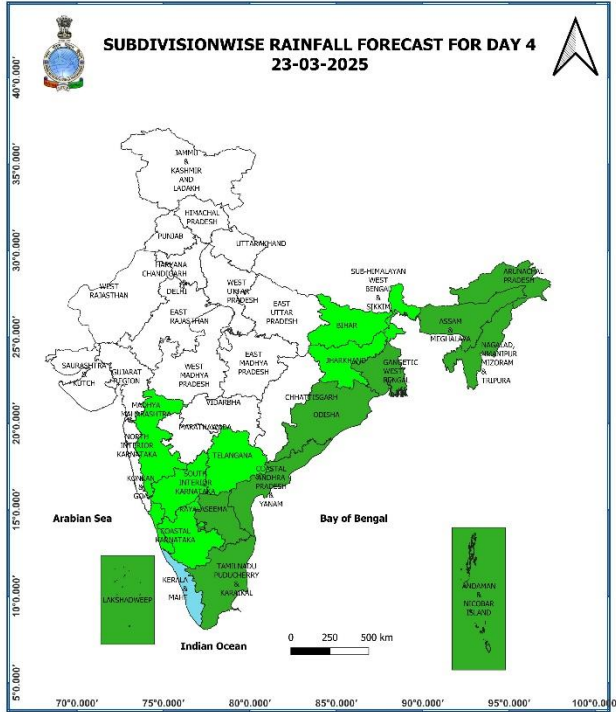 SUBDIVISIONWISE RAINFALL FORECAST FOR DAY 4
23-03-2025
40°0.000'
35°0.000'
30°0.000'
25°0.000'
20°0.000'
15°0.000'
10°0.000'
5°0.000'
JAMMU
&
KASHMIR
AND
LADAKH
HIMACHAL
PRADESH
PUNJAB
UTTARAKHAND
HARYANA
CHANDIGARH
&
DELHI
WEST
RAJASTHAN
WEST
UTTAR
PRADESH
EAST
RAJASTHAN
EAST
UTTAR
PRADESH
SUB-HEMALAYAN
WEST
BENGAL
&
SIKKIM
ARUNACHAL
PRADESH
ASSAM
&
MEGHALAYA
NAGALAD,
MANIPUR
MIZORAM
&
TRIPURA
BIHAR
JHARKHAND
GANGETIC
WEST
BENGAL
SAURASHTRA
&
KUTCH
GUJARAT
REGION
WEST
MADHYA
PRADESH
EAST
MADHYA
PRADESH
CHHATTISGARH
ODISHA
VIDARBHA
MADHYA
MAHARASHTRA
MARATHAWADA
NORTH
INTERIOR
KARNATAKA
TELANGANA
KONKAN
&
GOA
SOUTH
INTERIOR
KARNATAKA
COASTAL
ANDHRA
PRADESH
&
YANAM
RAYALASEEMA
COASTAL
KARNATAKA
TAMILNADU
PUDUCHERRY
&
KARAIKAL
KERALA
&
MAHE
LAKSHADWEEP
ANDAMAN
&
NICOBAR
ISLAND
Arabian Sea
Bay of Bengal
Indian Ocean
0 250 500 km
70°0.000' 75°0.000' 80°0.000' 85°0.000' 90°0.000' 95°0.000' 100°0.000'